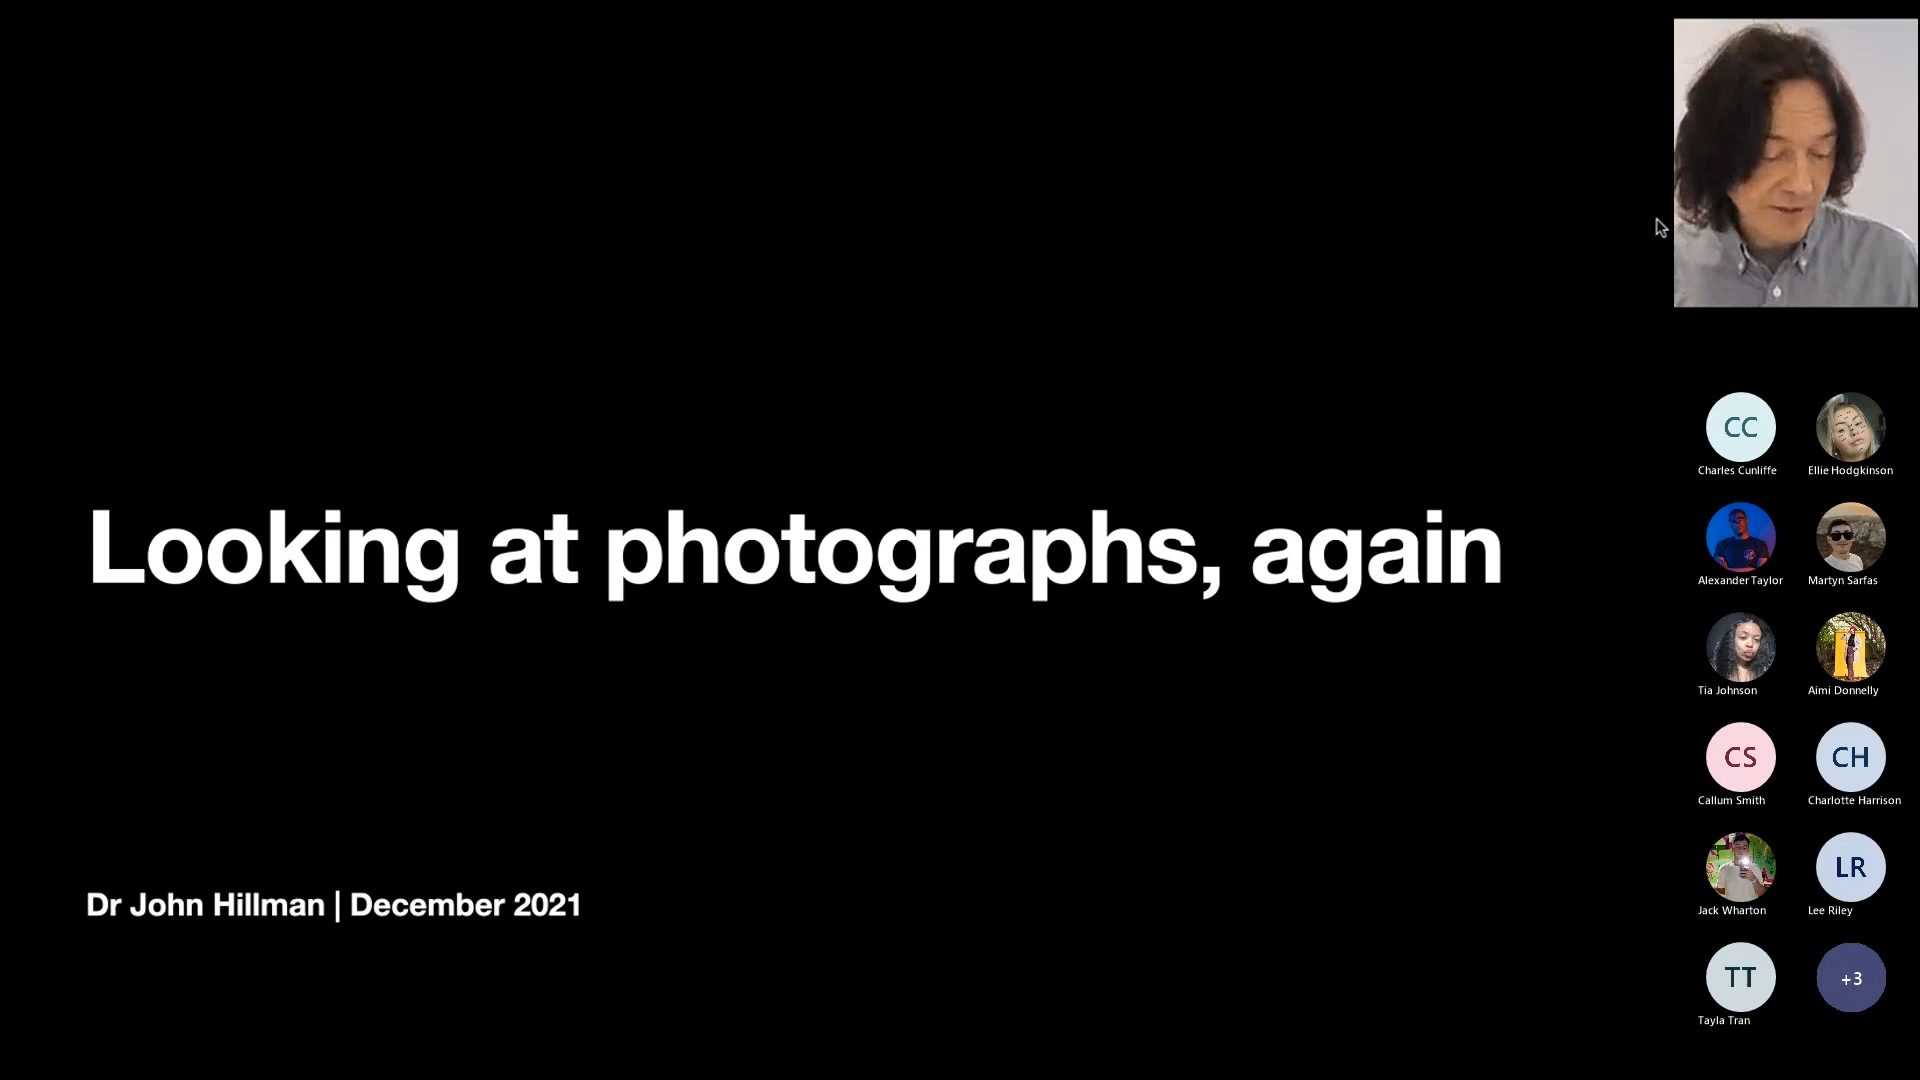 Looking at photographs, again
Dr John Hillman | December 2021
CC
Charles Cunliffe
Ellie Hodgkinson
Alexander Taylor
Martyn Sarfas
Tia Johnson
Aimi Donnelly
CS
Callum Smith
CH
Charlotte Harrison
Jack Wharton
LR
Lee Riley
TT
Tayla Tran
+3